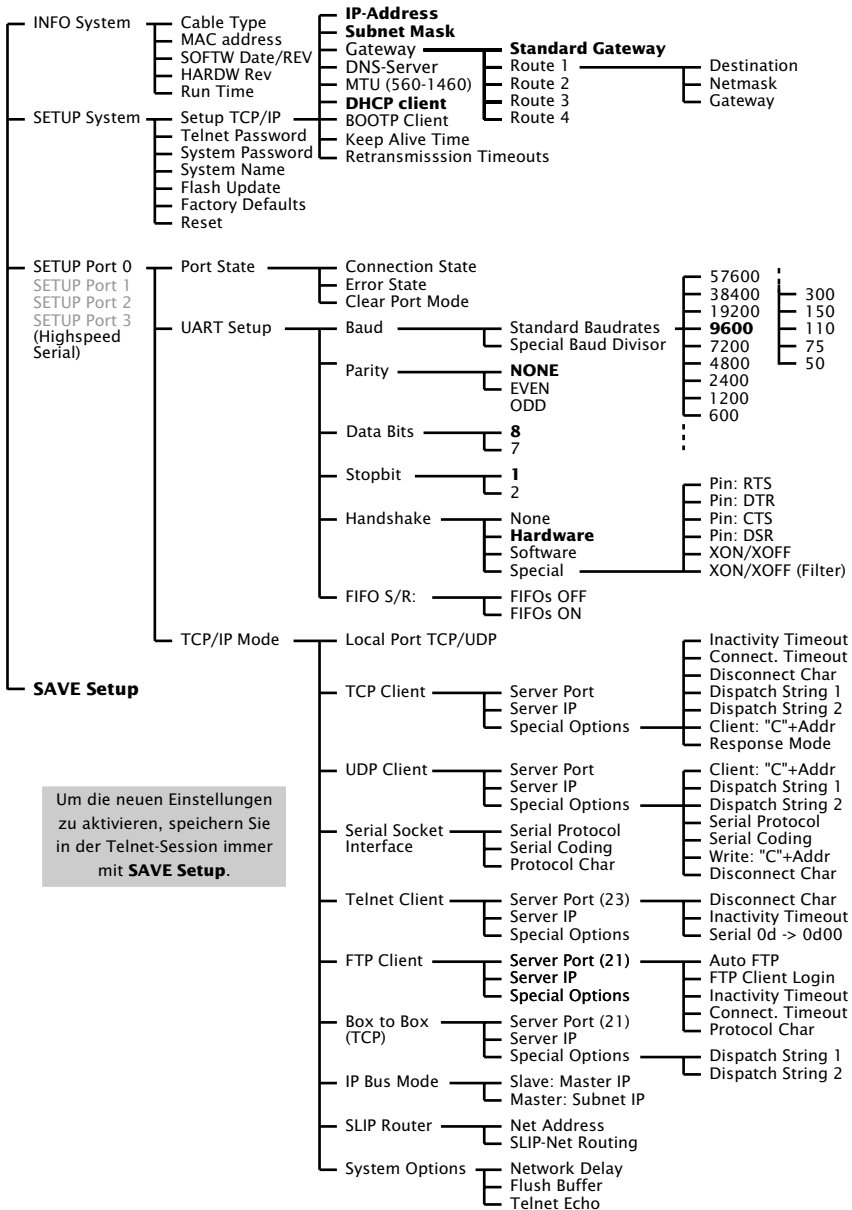 INFO System
Cable Type
MAC address
SOFTW Date/REV
HARDW Rev
Run Time
SETUP System
Setup TCP/IP
Telnet Password
System Password
System Name
Flash Update
Factory Defaults
Reset
IP-Address
Subnet Mask
Gateway
DNS-Server
MTU (560-1460)
DHCP client
BOOTP Client
Keep Alive Time
Retransmisssion Timeouts
Standard Gateway
Route 1
Route 2
Route 3
Route 4
Destination
Netmask
Gateway
SETUP Port 0
SETUP Port 1
SETUP Port 2
SETUP Port 3
(Highspeed
Serial)
Port State
Connection State
Error State
Clear Port Mode
UART Setup
Baud
Standard Baudrates
Special Baud Divisor
57600
38400
19200
9600
7200
4800
2400
1200
600
300
150
110
75
50
Parity
NONE
EVEN
ODD
Data Bits
8
7
Stopbit
1
2
Handshake
None
Hardware
Software
Special
Pin: RTS
Pin: DTR
Pin: CTS
Pin: DSR
XON/XOFF
XON/XOFF (Filter)
FIFO S/R:
FIFOs OFF
FIFOs ON
TCP/IP Mode
Local Port TCP/UDP
TCP Client
Server Port
Server IP
Special Options
Inactivity Timeout
Connect. Timeout
Disconnect Char
Dispatch String 1
Dispatch String 2
Client: "C"+Addr
Response Mode
UDP Client
Server Port
Server IP
Special Options
Client: "C"+Addr
Dispatch String 1
Dispatch String 2
Serial Protocol
Serial Coding
Write: "C"+Addr
Disconnect Char
Serial Socket
Interface
Serial Protocol
Serial Coding
Protocol Char
Telnet Client
Server Port (23)
Server IP
Special Options
Disconnect Char
Inactivity Timeout
Serial 0d -> 0d00
FTP Client
Server Port (21)
Server IP
Special Options
Auto FTP
FTP Client Login
Inactivity Timeout
Connect. Timeout
Protocol Char
Box to Box
(TCP)
Server Port (21)
Server IP
Special Options
Dispatch String 1
Dispatch String 2
IP Bus Mode
Slave: Master IP
Master: Subnet IP
SLIP Router
Net Address
SLIP-Net Routing
System Options
Network Delay
Flush Buffer
Telnet Echo
SAVE Setup
Um die neuen Einstellungen
zu aktivieren, speichern Sie
in der Telnet-Session immer
mit SAVE Setup.